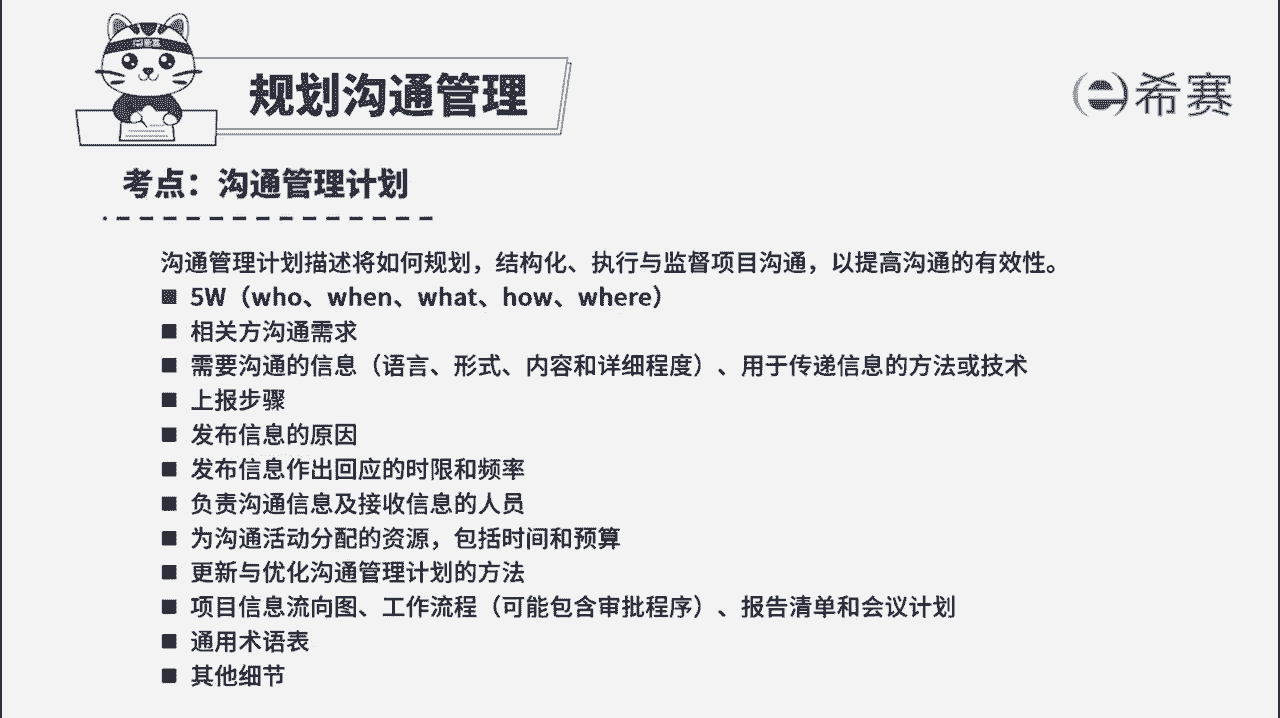 规划沟通管理
希赛
考点：沟通管理计划
沟通管理计划描述将如何规划，结构化、执行与监督项目沟通，以提高沟通的有效性。
■ 5W（who、when、what、how、where）
■ 相关方沟通需求
■ 需要沟通的信息（语言、形式、内容和详细程度）、用于传递信息的方法或技术
■ 上报步骤
■ 发布信息的原因
■ 发布信息作出回应的时限和频率
■ 负责沟通信息及接收信息的人员
■ 为沟通活动分配的资源，包括时间和预算
■ 更新与优化沟通管理计划的方法
■ 项目信息流向图、工作流程（可能包含审批程序）、报告清单和会议计划
■ 通用术语表
■ 其他细节